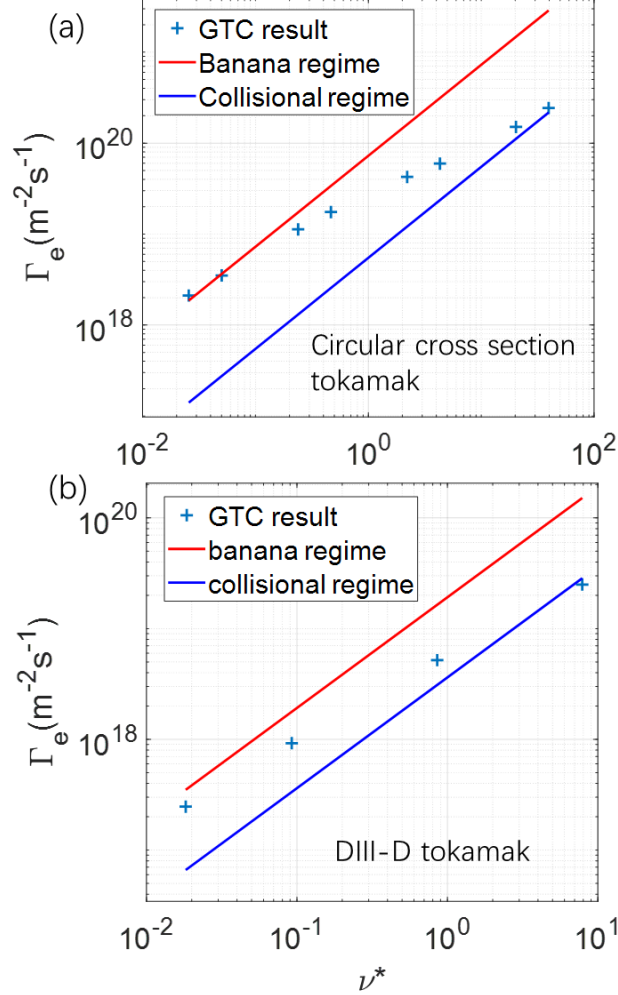 (a)
GTC result
Banana regime
Collisional regime
10^20
10^18
Γ_e(m^-2s^-1)
Circular cross section
tokamak
10^-2
10^0
10^2
(b)
GTC result
banana regime
collisional regime
10^20
10^18
Γ_e(m^-2s^-1)
DIII-D tokamak
10^-2
10^-1
10^0
10^1
ν*